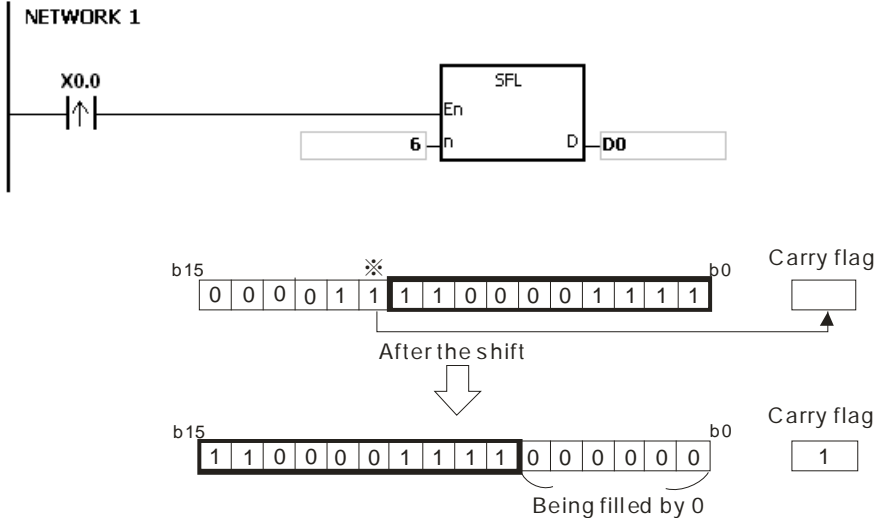 NETWORK 1
X0.0
SFL
En
6 n D D0
※
b15 b0 Carry flag
0 0 0 0 1 1 1 1 0 0 0 0 1 1 1 1
After the shift
b15 b0 Carry flag
1 1 0 0 0 0 1 1 1 1 0 0 0 0 0 0 1
Being filled by 0